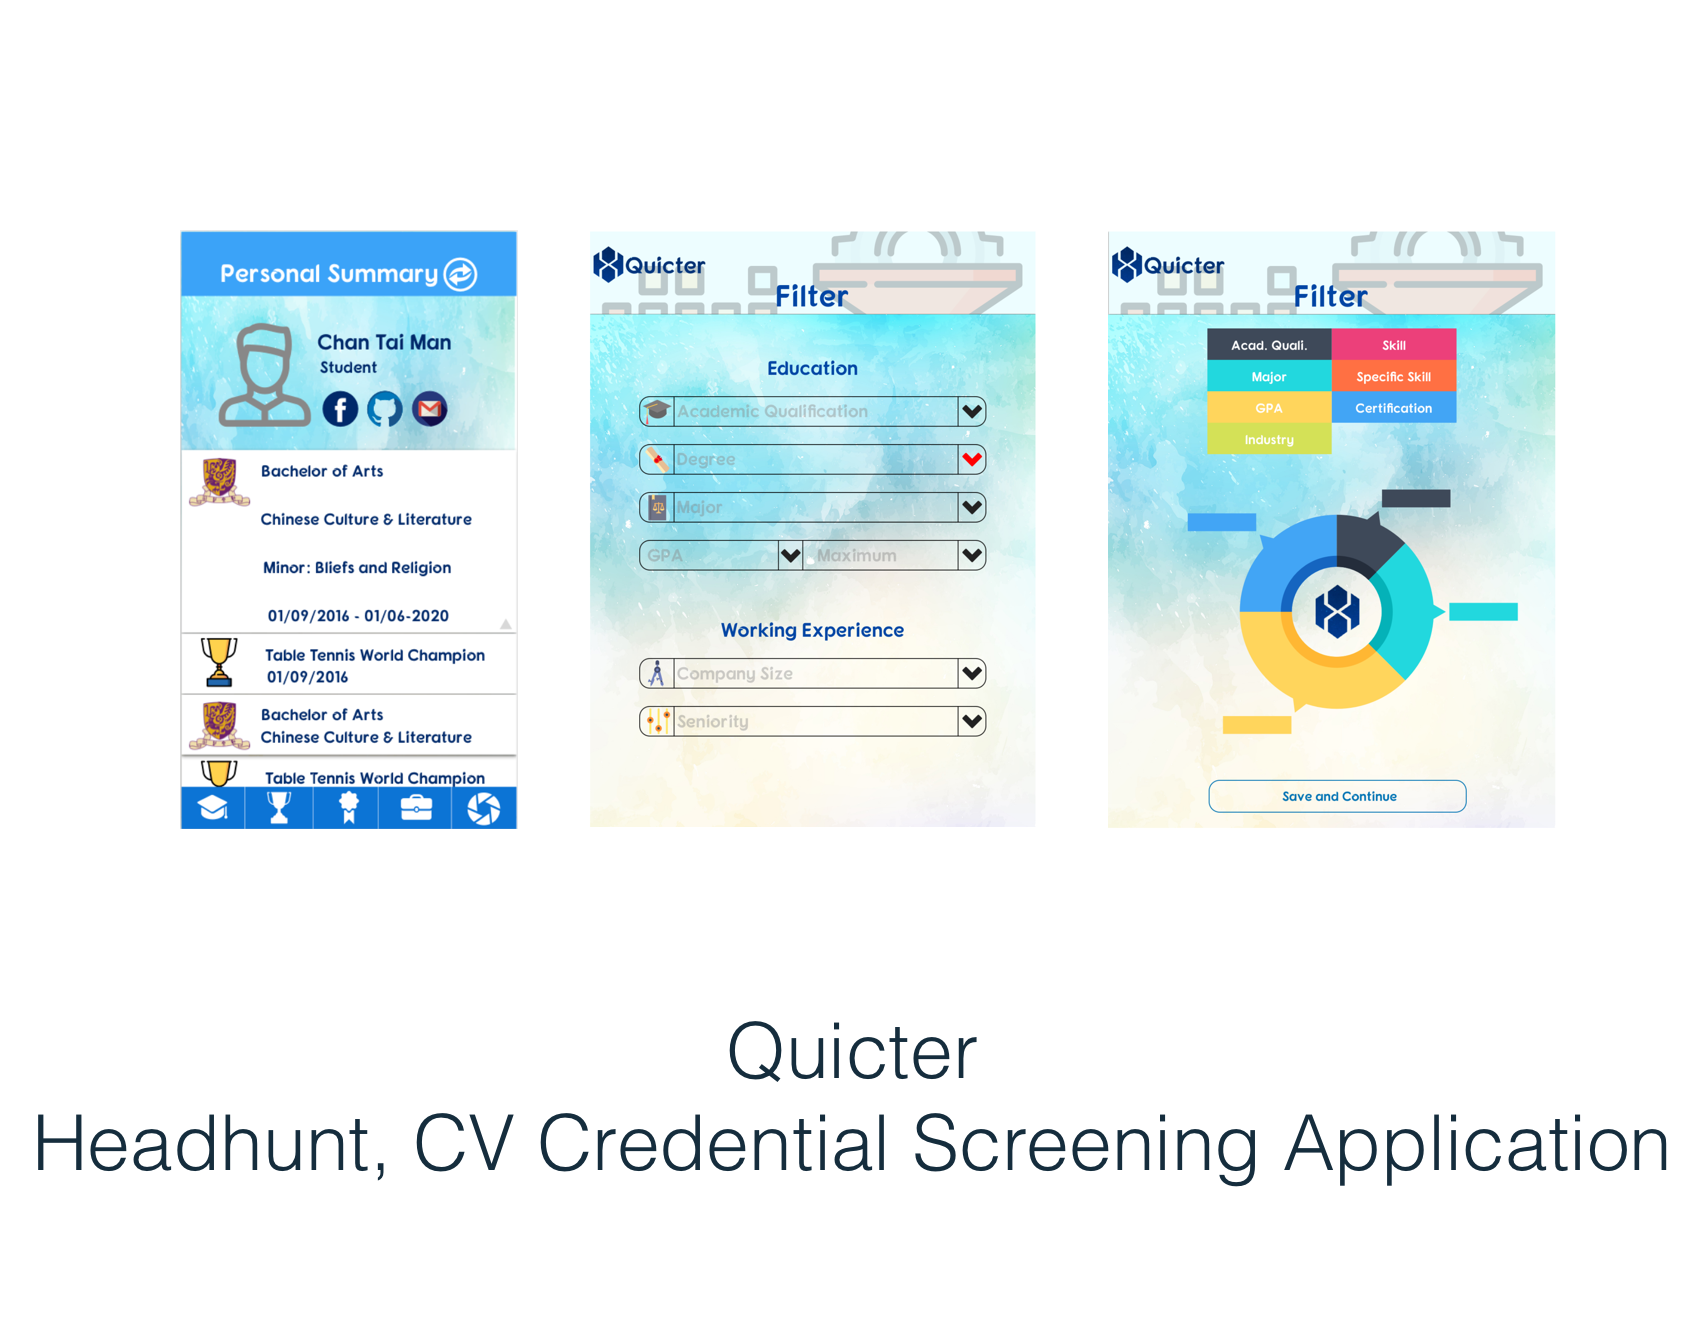 Personal Summary
Chan Tai Man
Student
Bachelor of Arts
Chinese Culture & Literature
Minor: Bliefs and Religion
01/09/2016 - 01/06-2020
Table Tennis World Champion
01/09/2016
Bachelor of Arts
Chinese Culture & Literature
Table Tennis World Champion
Quicter
Filter
Education
Academic Qualification
Degree
Major
GPA Maximum
Working Experience
Company Size
Seniority
Quicter
Filter
Acad. Quali. Skill
Major Specific Skill
GPA Certification
Industry
Save and Continue
Quicter
Headhunt, CV Credential Screening Application